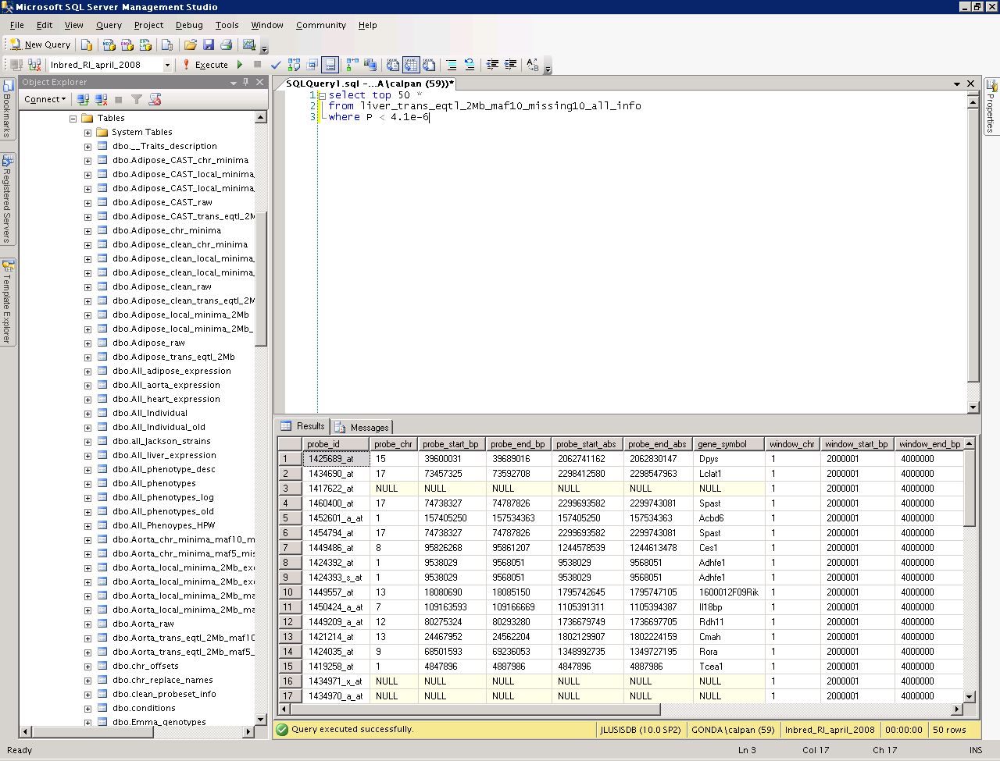 Microsoft SQL Server Management Studio
File Edit View Query Project Debug Tools Window Community Help
New Query
Inbred_RI_april_2008 Execute
Bookmarks
Registered Servers
Template Explorer
Object Explorer
Connect
Tables
System Tables
dbo.__Traits_description
dbo.Adipose_CAST_chr_minima
dbo.Adipose_CAST_local_minima_
dbo.Adipose_CAST_local_minima_
dbo.Adipose_CAST_raw
dbo.Adipose_CAST_trans_eqtl_2M
dbo.Adipose_chr_minima
dbo.Adipose_clean_chr_minima
dbo.Adipose_clean_local_minima_
dbo.Adipose_clean_local_minima_
dbo.Adipose_clean_raw
dbo.Adipose_clean_trans_eqtl_2M
dbo.Adipose_local_minima_2Mb
dbo.Adipose_local_minima_2Mb_
dbo.Adipose_raw
dbo.Adipose_trans_eqtl_2Mb
dbo.All_adipose_expression
dbo.All_aorta_expression
dbo.All_heart_expression
dbo.All_Individual
dbo.All_Individual_old
dbo.all_Jackson_strains
dbo.All_liver_expression
dbo.All_phenotype_desc
dbo.All_phenotypes
dbo.All_phenotypes_log
dbo.All_phenotypes_old
dbo.All_Phenotypes_HPW
dbo.Aorta_chr_minima_maf10_m
dbo.Aorta_chr_minima_maf5_mis
dbo.Aorta_local_minima_2Mb_exc
dbo.Aorta_local_minima_2Mb_exc
dbo.Aorta_local_minima_2Mb_ma
dbo.Aorta_local_minima_2Mb_ma
dbo.Aorta_raw
dbo.Aorta_trans_eqtl_2Mb_maf10
dbo.Aorta_trans_eqtl_2Mb_maf5_
dbo.chr_offsets
dbo.chr_replace_names
dbo.clean_probeset_info
dbo.conditions
dbo.Emma_genotypes
SQLQuery1.sql -...A\calpan (59))*
1 select top 50 *
2 from liver_trans_eqtl_2Mb_maf10_missing10_all_info
3 where P < 4.1e-6
Properties
Results Messages
probe_id probe_chr probe_start_bp probe_end_bp probe_start_abs probe_end_abs gene_symbol window_chr window_start_bp window_end_bp
1 1425689_at 15 39600031 39689016 2062741162 2062830147 Dpys 1 2000001 4000000
2 1434690_at 17 73457325 73592708 2298412580 2298547963 Lclat1 1 2000001 4000000
3 1417622_at NULL NULL NULL NULL NULL NULL 1 2000001 4000000
4 1460400_at 17 74738327 74787826 2299693582 2299743081 Spast 1 2000001 4000000
5 1452601_a_at 1 157405250 157534363 157405250 157534363 Acbd6 1 2000001 4000000
6 1454794_at 17 74738327 74787826 2299693582 2299743081 Spast 1 2000001 4000000
7 1449486_at 8 95826268 95861207 1244578539 1244613478 Ces1 1 2000001 4000000
8 1424392_at 1 9538029 9568051 9538029 9568051 Adhfe1 1 2000001 4000000
9 1424393_s_at 1 9538029 9568051 9538029 9568051 Adhfe1 1 2000001 4000000
10 1449557_at 13 18080690 18085150 1795742645 1795747105 1600012F09Rik 1 2000001 4000000
11 1450424_a_at 7 109163593 109166669 1105391311 1105394387 Il18bp 1 2000001 4000000
12 1449209_a_at 12 80275324 80293280 1736679749 1736697705 Rdh11 1 2000001 4000000
13 1421214_at 13 24467952 24562204 1802129907 1802224159 Cmah 1 2000001 4000000
14 1424035_at 9 68501593 69236053 1348992735 1349727195 Rora 1 2000001 4000000
15 1419258_at 1 4847896 4887986 4847896 4887986 Tcea1 1 2000001 4000000
16 1434971_x_at NULL NULL NULL NULL NULL NULL 1 2000001 4000000
17 1434970_a_at NULL NULL NULL NULL NULL NULL 1 2000001 4000000
Query executed successfully. JLUSISDB (10.0 SP2) GONDA\calpan (59) Inbred_RI_april_2008 00:00:00 50 rows
Ready Ln 3 Col 17 Ch 17 INS